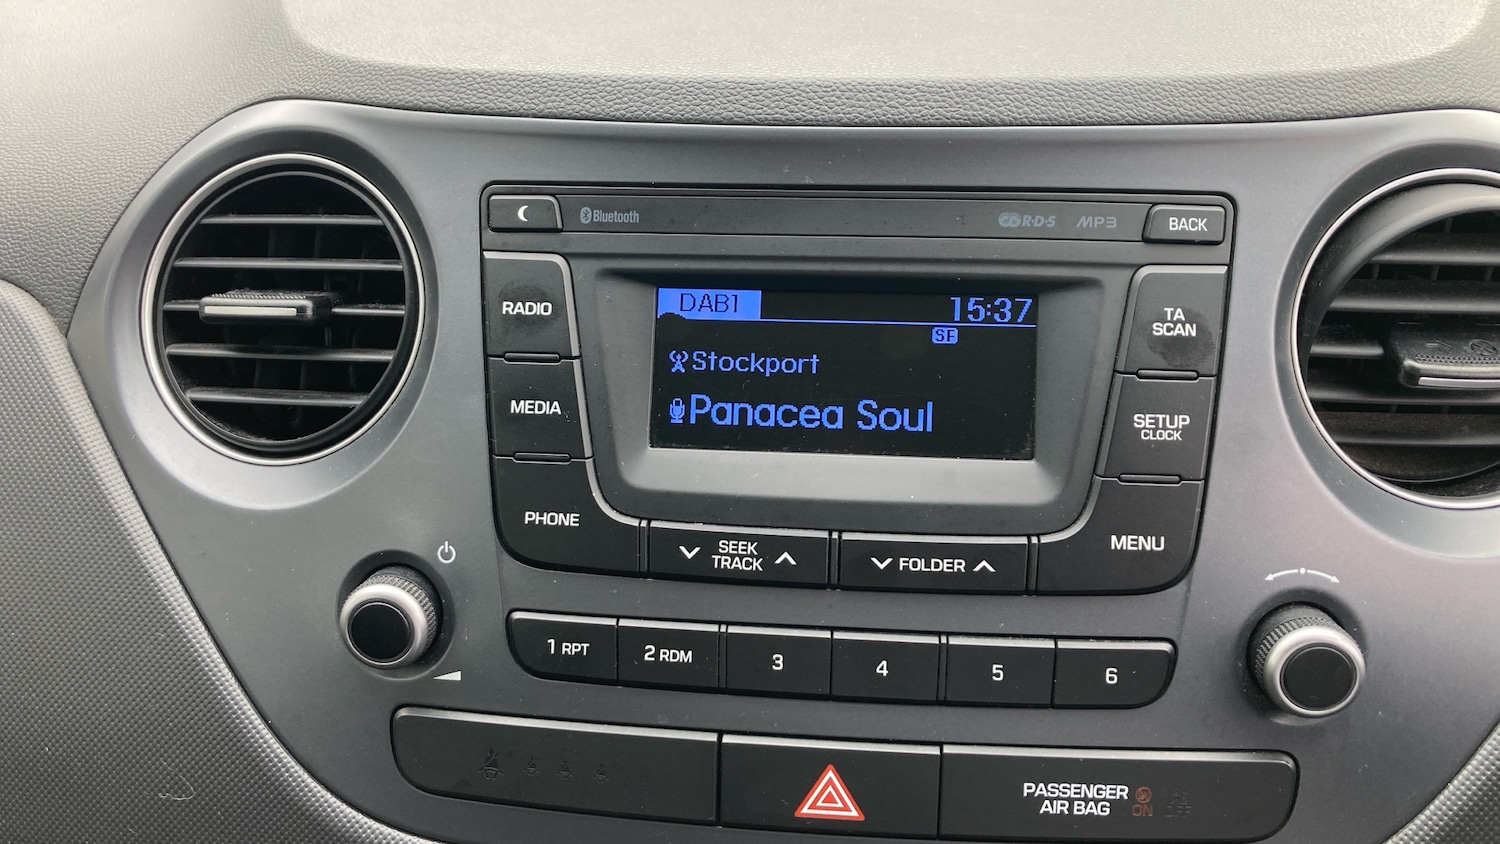 Bluetooth
R·D·S
MP3
BACK
RADIO
MEDIA
PHONE
DAB1
15:37
SF
Stockport
Panacea Soul
TA
SCAN
SETUP
CLOCK
MENU
SEEK
TRACK
FOLDER
1 RPT
2 RDM
3
4
5
6
PASSENGER
AIR BAG
ON
OFF